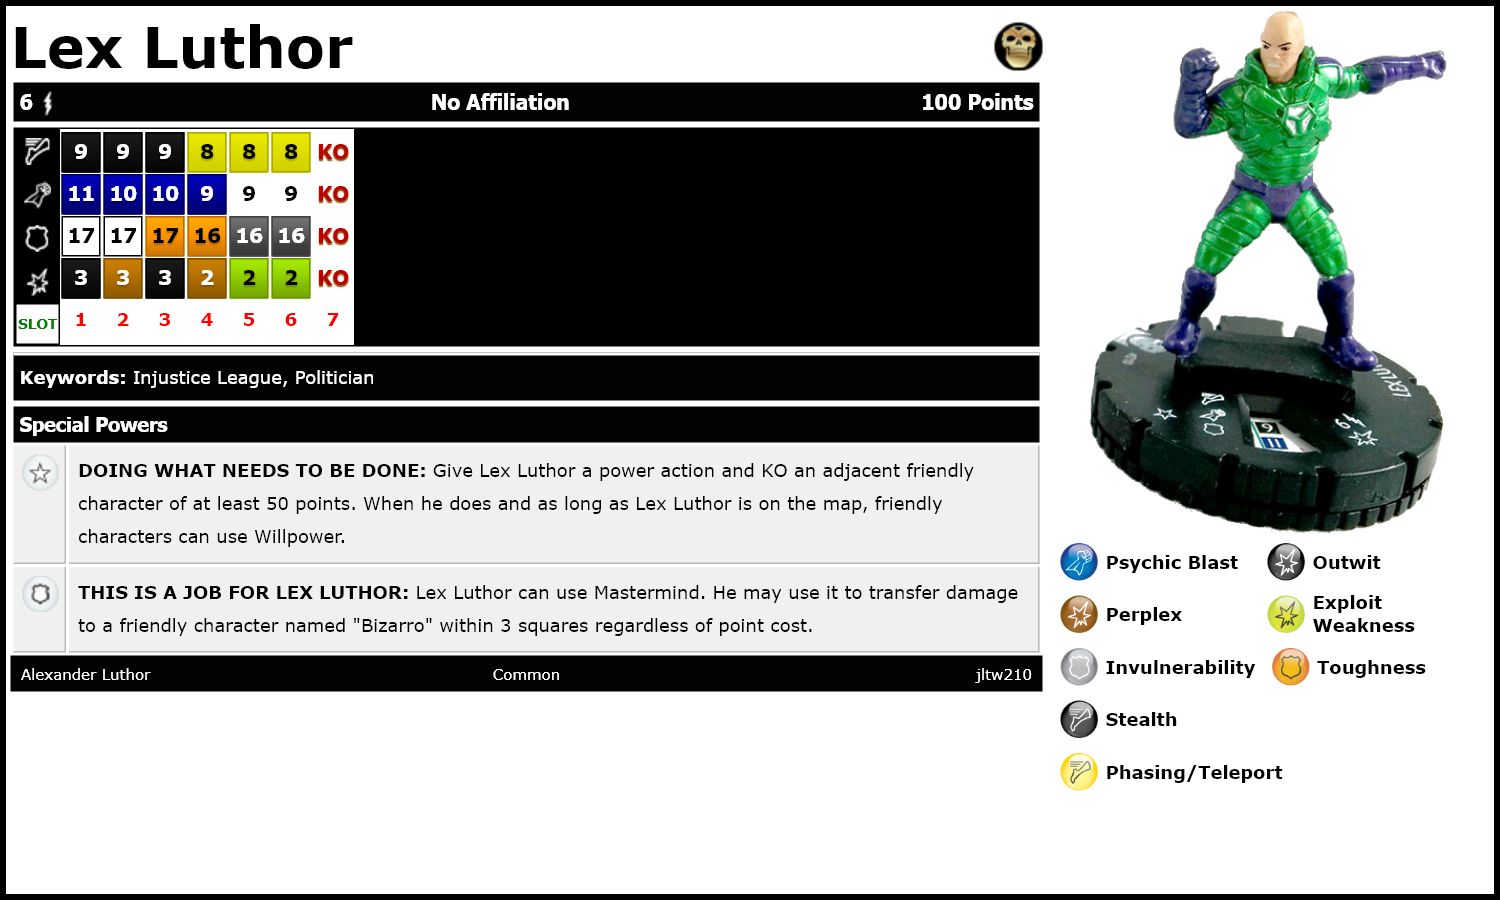 Lex Luthor
6 No Affiliation 100 Points
9 9 9 8 8 8 KO
11 10 10 9 9 9 KO
17 17 17 16 16 16 KO
3 3 3 2 2 2 KO
SLOT 1 2 3 4 5 6 7
Keywords: Injustice League, Politician
Special Powers
DOING WHAT NEEDS TO BE DONE: Give Lex Luthor a power action and KO an adjacent friendly
character of at least 50 points. When he does and as long as Lex Luthor is on the map, friendly
characters can use Willpower.
THIS IS A JOB FOR LEX LUTHOR: Lex Luthor can use Mastermind. He may use it to transfer damage
to a friendly character named "Bizarro" within 3 squares regardless of point cost.
Alexander Luthor Common jltw210
9
11
6
Psychic Blast Outwit
Perplex Exploit
Weakness
Invulnerability Toughness
Stealth
Phasing/Teleport